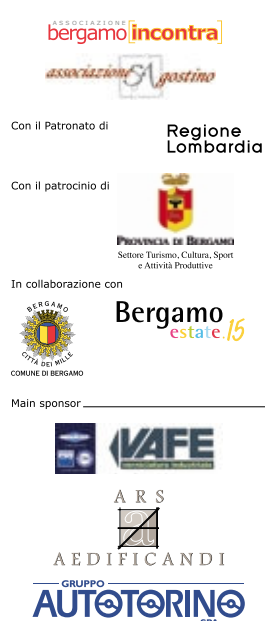 ASSOCIAZIONE
bergamo[incontra]
associazione S Agostino
Con il Patronato di
Regione
Lombardia
Con il patrocinio di
PROVINCIA DI BERGAMO
Settore Turismo, Cultura, Sport
e Attività Produttive
In collaborazione con
BERGAMO
CITTÀ DEI MILLE
COMUNE DI BERGAMO
Bergamo
estate.15
Main sponsor
VAFE
verniciatura industriale
ARS
a
AEDIFICANDI
GRUPPO
AUTOTORINO
SPA